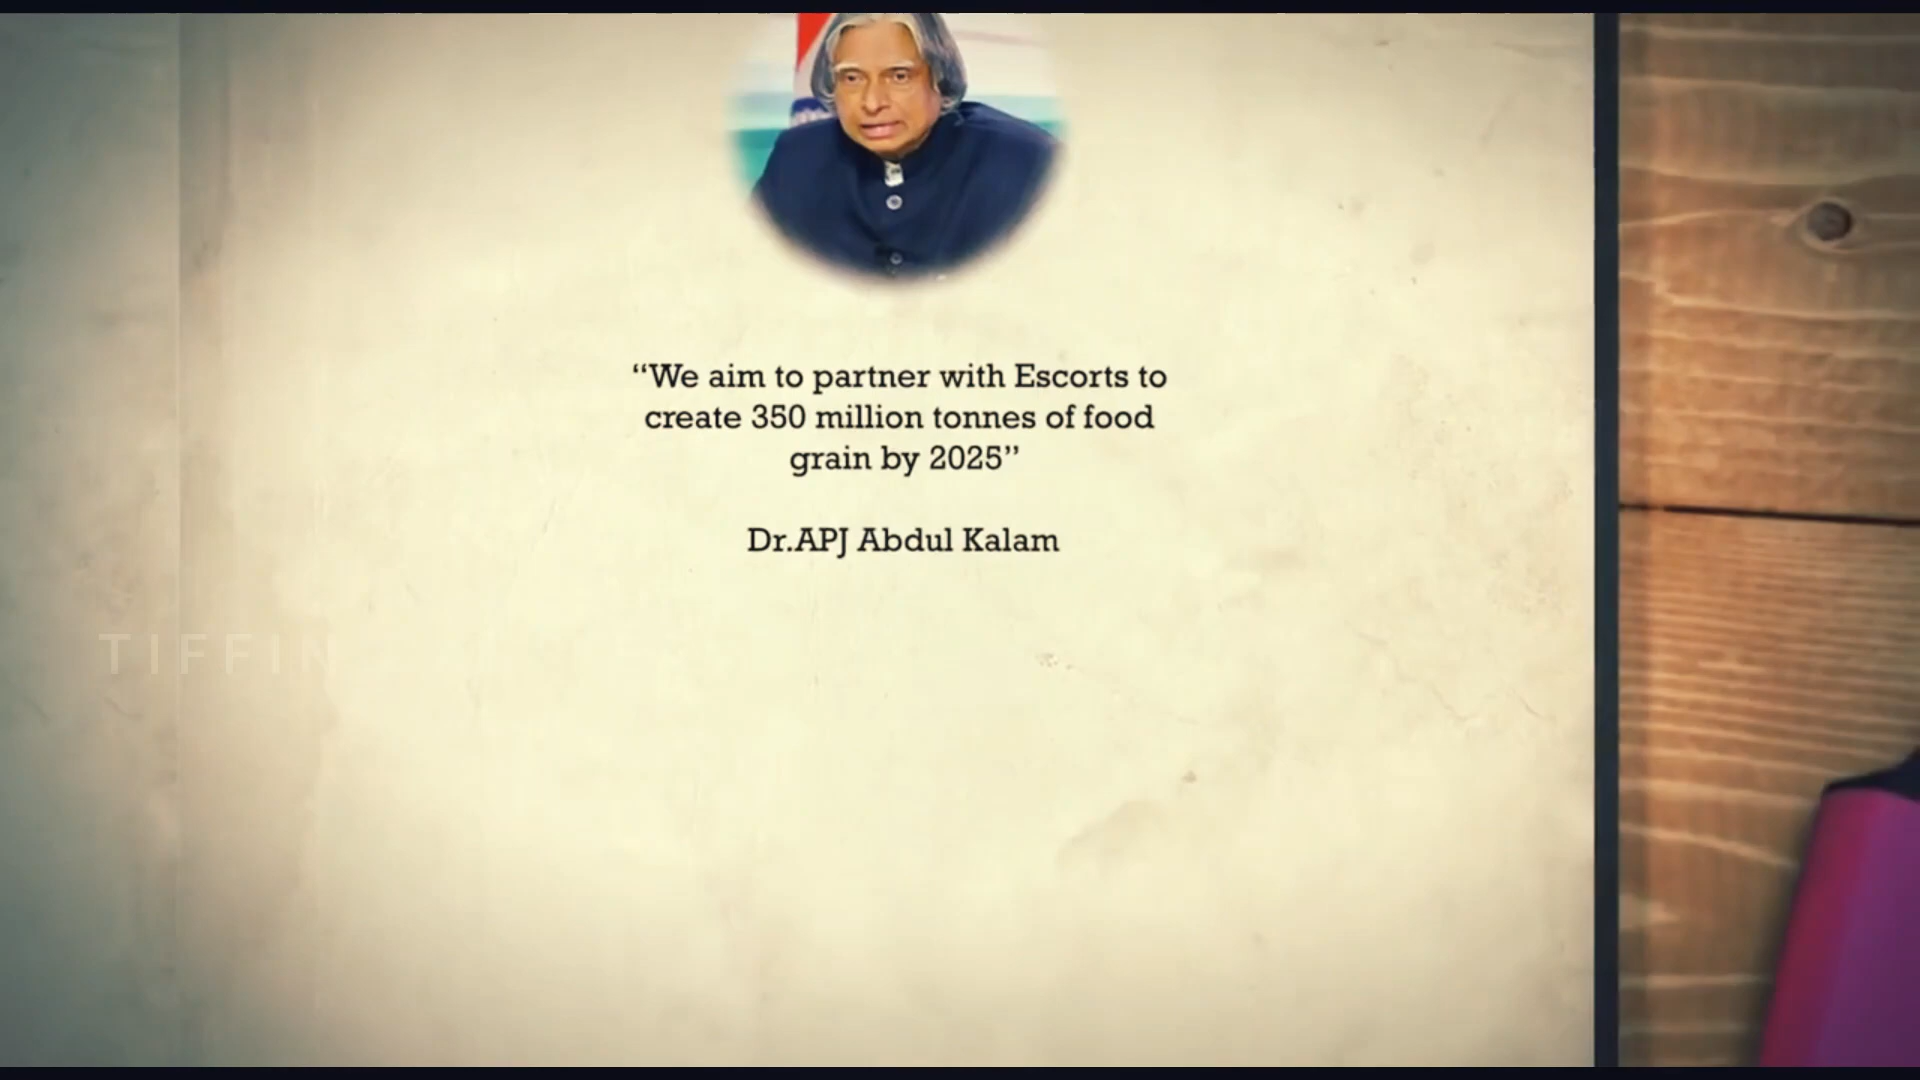 “We aim to partner with Escorts to
create 350 million tonnes of food
grain by 2025”
Dr.APJ Abdul Kalam
TIFFIN